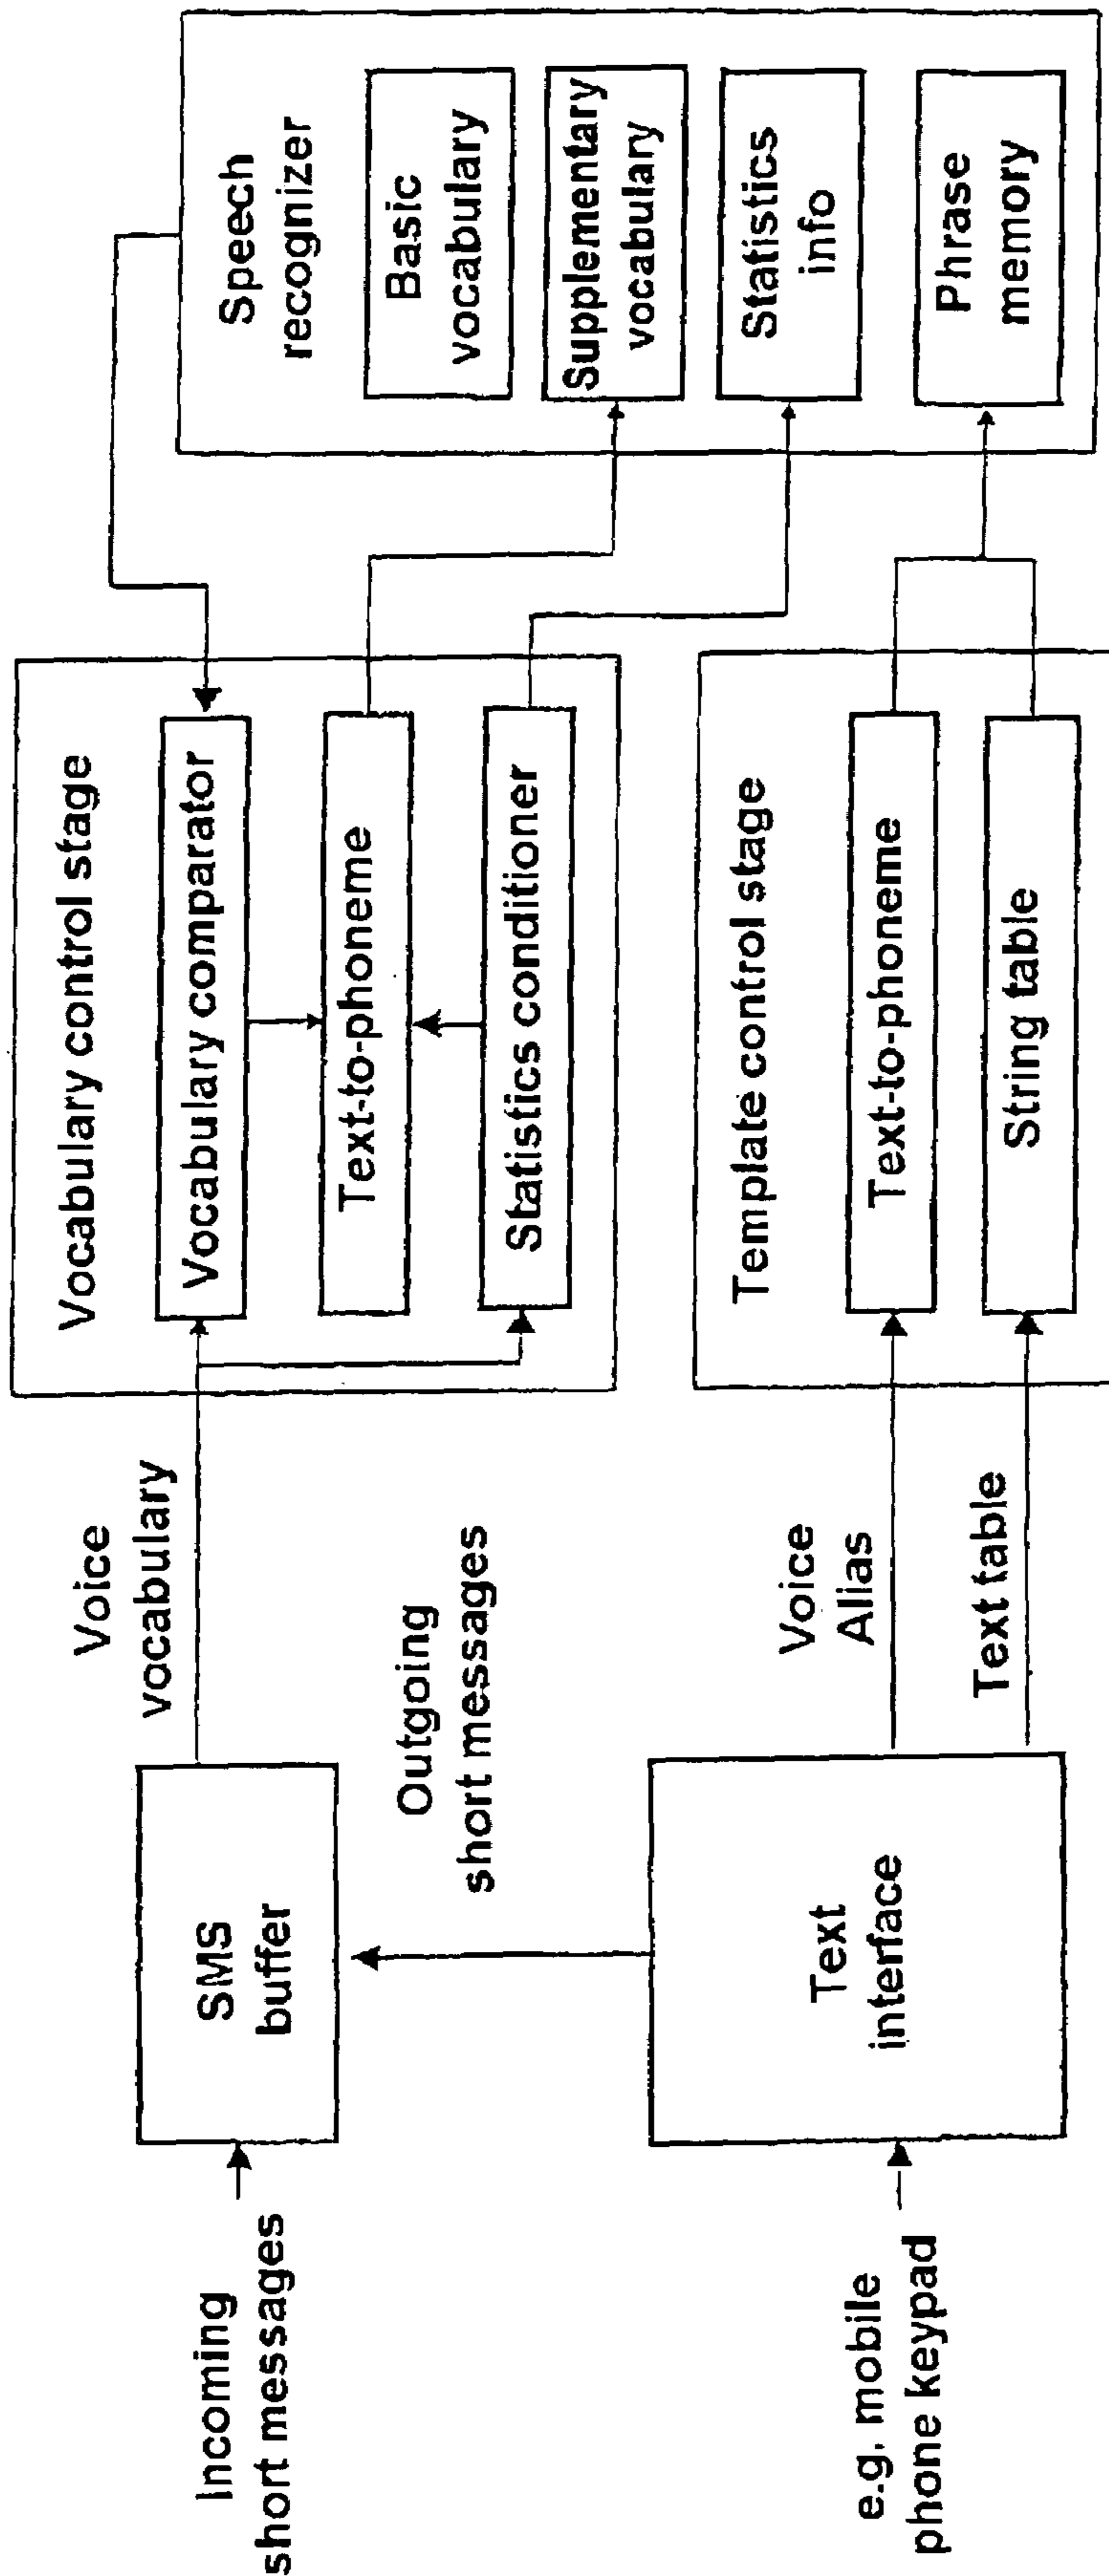 Incoming
short messages
SMS
buffer
Voice
vocabulary
Vocabulary control stage
Vocabulary comparator
Text-to-phoneme
Statistics conditioner
Speech
recognizer
Basic
vocabulary
Supplementary
vocabulary
Statistics
info
Phrase
memory
Outgoing
short messages
e.g. mobile
phone keypad
Text
interface
Voice
Alias
Text table
Template control stage
Text-to-phoneme
String table